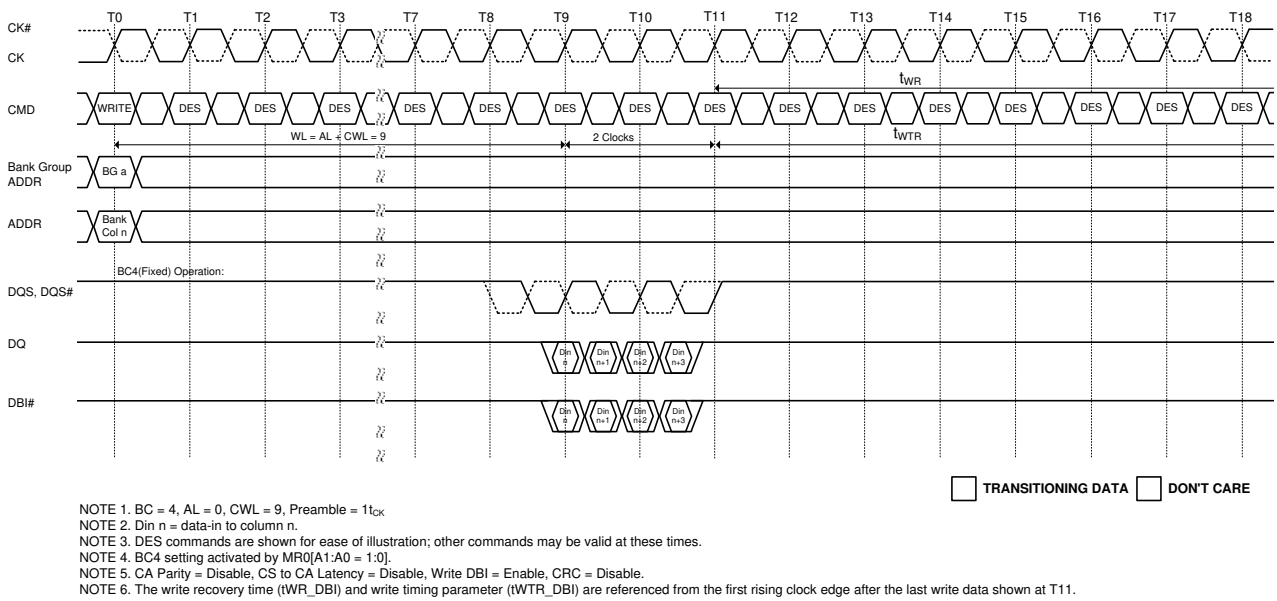 T0 T1 T2 T3 T7 T8 T9 T10 T11 T12 T13 T14 T15 T16 T17 T18
CK#
CK
tWR
CMD WRITE DES DES DES DES DES DES DES DES DES DES DES DES DES DES DES
WL = AL + CWL = 9 2 Clocks tWTR
Bank Group
ADDR
BG a
ADDR
Bank
Col n
BC4(Fixed) Operation:
DQS, DQS#
DQ
Din n Din n+1 Din n+2 Din n+3
DBI#
Din n Din n+1 Din n+2 Din n+3
TRANSITIONING DATA DON'T CARE
NOTE 1. BC = 4, AL = 0, CWL = 9, Preamble = 1tCK
NOTE 2. Din n = data-in to column n.
NOTE 3. DES commands are shown for ease of illustration; other commands may be valid at these times.
NOTE 4. BC4 setting activated by MR0[A1:A0 = 1:0].
NOTE 5. CA Parity = Disable, CS to CA Latency = Disable, Write DBI = Enable, CRC = Disable.
NOTE 6. The write recovery time (tWR_DBI) and write timing parameter (tWTR_DBI) are referenced from the first rising clock edge after the last write data shown at T11.